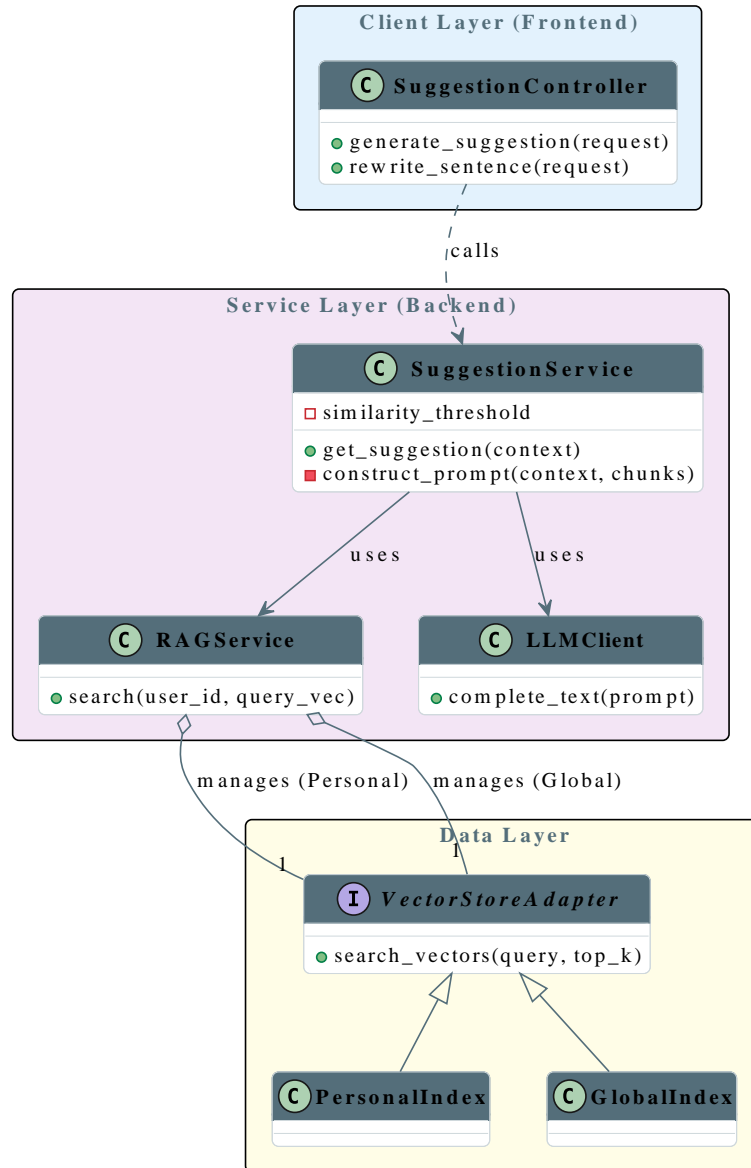 Client Layer (Frontend)
C SuggestionController
generate_suggestion(request)
rewrite_sentence(request)
calls
Service Layer (Backend)
C SuggestionService
similarity_threshold
get_suggestion(context)
construct_prompt(context, chunks)
uses
uses
C RAGService
search(user_id, query_vec)
C LLMClient
complete_text(prompt)
manages (Personal)
manages (Global)
Data Layer
1
1
I VectorStoreAdapter
search_vectors(query, top_k)
C PersonalIndex
C GlobalIndex